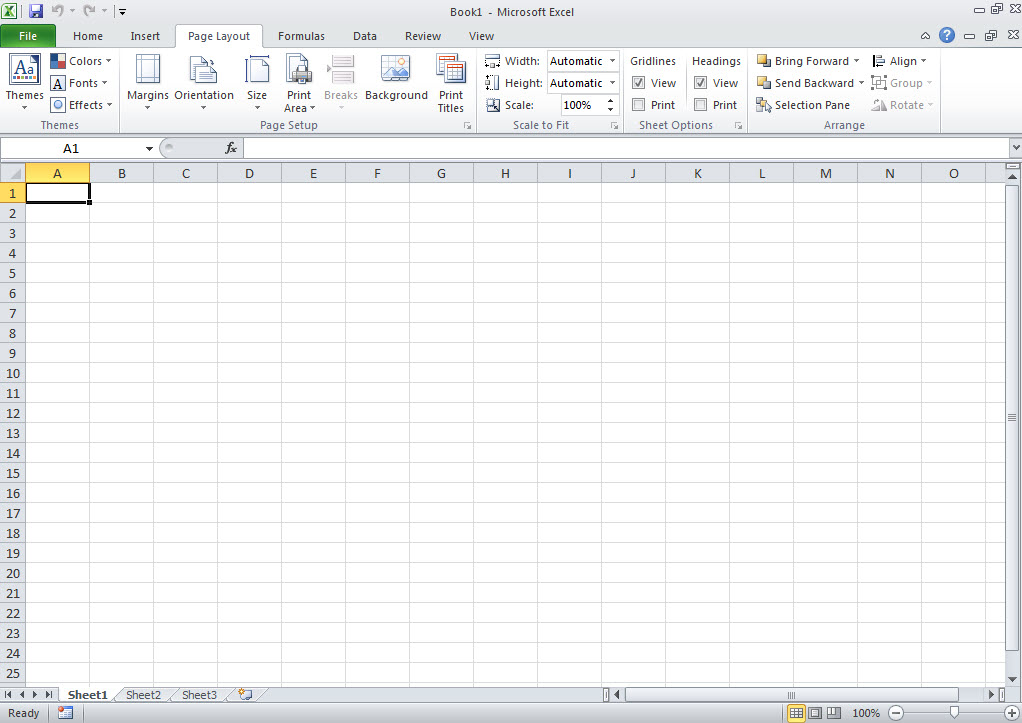 Book1 - Microsoft Excel
File Home Insert Page Layout Formulas Data Review View
Themes Colors Fonts Effects
Themes
Margins Orientation Size Print Area Breaks Background Print Titles
Page Setup
Width: Automatic
Height: Automatic
Scale: 100%
Scale to Fit
Gridlines Headings
View View
Print Print
Sheet Options
Bring Forward Align
Send Backward Group
Selection Pane Rotate
Arrange
A1 fx
A B C D E F G H I J K L M N O
1
2
3
4
5
6
7
8
9
10
11
12
13
14
15
16
17
18
19
20
21
22
23
24
25
Sheet1 Sheet2 Sheet3
Ready 100%